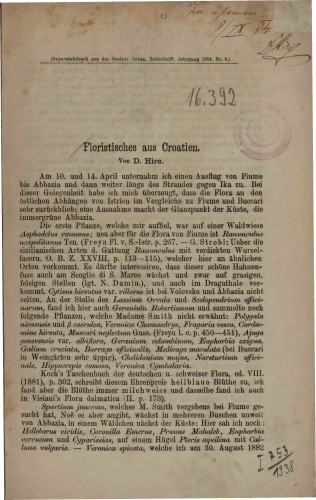 (Separatabdruck aus der Oesterr. botan. Zeitschrift. Jahrgang 1884, Nr. 8.)
16.392
Floristisches aus Croatien.
Von D. Hirc.
Am 10. und 14. April unternahm ich einen Ausflug von Fiume
bis Abbazia und dann weiter längs des Strandes gegen Ika zu. Bei
dieser Gelegenheit habe ich mich überzeugt, dass die Flora an den
östlichen Abhängen von Istrien im Vergleiche zu Fiume und Buccari
sehr zurückblieb; eine Ausnahme macht der Glanzpunkt der Küste, die
immergrüne Abbazia.
Die erste Pflanze, welche mir auffiel, war auf einer Waldwiese
Asphodelus ramosus; neu aber für die Flora von Fiume ist Ranunculus
neapolitanus Ten. (Freyn Fl. v. S.-Istr. p. 267. — G. Strobl: Ueber die
sicilianischen Arten d. Gattung Ranunculus mit verdickten Wurzel-
fasern. O. B. Z. XXVIII, p. 113—115), welcher hier an ähnlichen
Orten vorkommt. Es dürfte interessiren, dass dieser schöne Hahnen-
fuss auch am Scoglio di S. Marco wächst und zwar auf grasigen,
felsigen Stellen (lgt. N. Damin), und auch im Dragathale vor-
kommt. Cytisus hirsutus var. villosus ist bei Volosko und Abbazia nicht
selten. An der Stelle des Lamium Orvala und Scolopendrium offici-
narum, fand ich hier auch Geranium Robertianum und sammelte noch
folgende Pflanzen, welche Madame Smith nicht erwähnt: Polygala
nicaensis und β carolea, Veronica Chamaedrys, Fragaria vesca, Carda-
mine hirsuta, Muscari neglectum Guss. (Freyn l. c. p. 450—451), Ajuga
genevensis var. albiflora, Geranium columbinum, Euphorbia exigua,
Galium cruciata, Borrago officinalis, Medicago maculata (bei Buccari
in Weingärten sehr üppig), Chelidonium majus, Nasturtium offici-
nale, Hippocrepis comosa, Veronica Cymbalaria.
Koch's Taschenbuch der deutschen u. schweizer Flora, ed. VIII.
(1881), p. 362, schreibt diesem Ehrenpreis hellblaue Blüthe zu, ich
fand aber die Blüthe immer milchweiss und dasselbe fand ich auch
in Visiani's Flora dalmatica (II. p. 173).
Spartium junceum, welches M. Smith vergebens bei Fiume ge-
sucht hat, Noë es aber angibt, wächst in mehreren Buschen unweit
von Abbazia, in einem Wäldchen nächst der Küste; Hier sah ich noch:
Helleborus viridis, Coronilla Emerus, Prunus Mahaleb, Euphorbia
verrucosa und Cyparissias, auf einem Hügel Pteris aquilina mit Cal-
luna vulgaris. — Veronica spicata, welche ich am 30. August 1882
I 253
1938